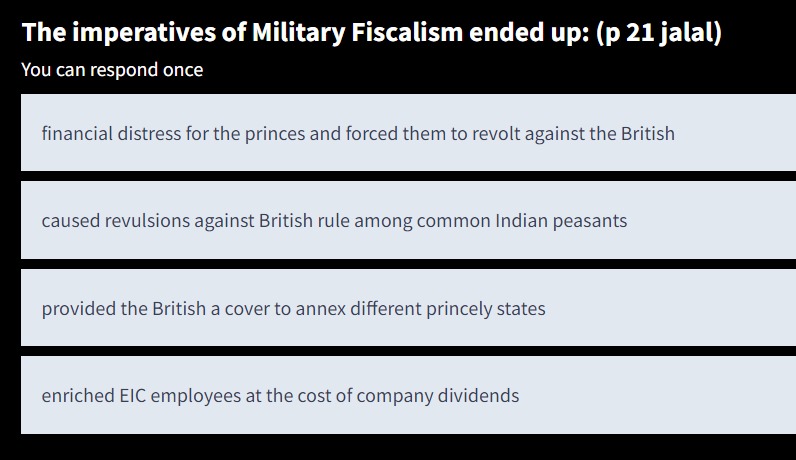 The imperatives of Military Fiscalism ended up: (p 21 jalal)
You can respond once
financial distress for the princes and forced them to revolt against the British
caused revulsions against British rule among common Indian peasants
provided the British a cover to annex different princely states
enriched EIC employees at the cost of company dividends